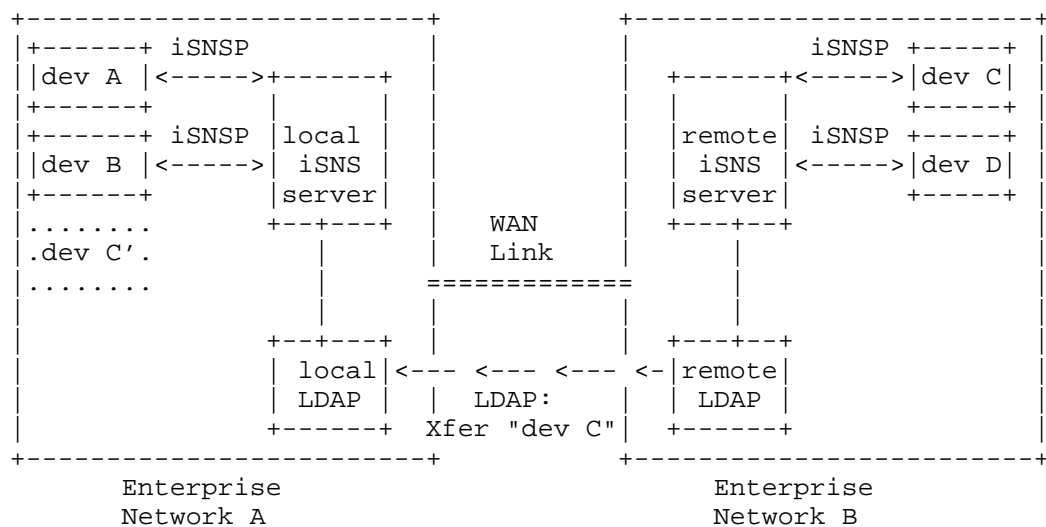 +-------------------------+           +-------------------------+
|+------+ iSNSP           |           |           iSNSP +-----+ |
||dev A |<----->+------+  |           |  +------+<----->|dev C| |
|+------+       |      |  |           |  |      |       +-----+ |
|+------+ iSNSP |local |  |           |  |remote| iSNSP +-----+ |
||dev B |<----->| iSNS |  |           |  | iSNS |<----->|dev D| |
|+------+       |server|  |           |  |server|       +-----+ |
|........       +--+---+  |   WAN     |  +---+--+               |
|.dev C'.          |      |   Link    |      |                  |
|........          |      =============      |                  |
|                  |      |           |      |                  |
|               +--+---+  |           |  +---+--+               |
|               | local|<--- <--- <--- <-|remote|               |
|               | LDAP |  |  LDAP:    |  | LDAP |               |
|               +------+  Xfer "dev C"|  +------+               |
+-------------------------+           +-------------------------+
Enterprise                                 Enterprise
Network A                                  Network B